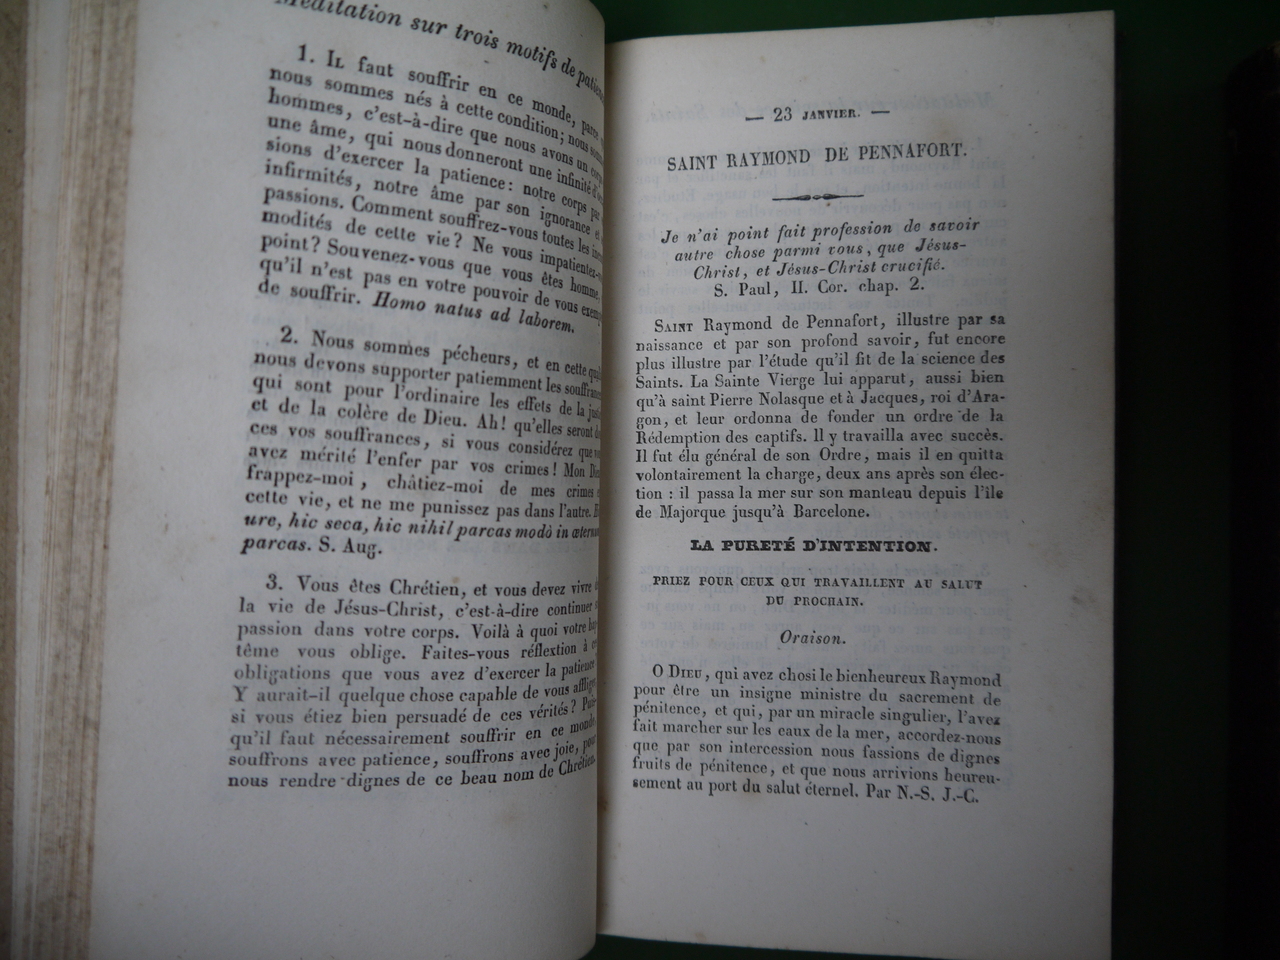 Méditation sur trois motifs de
1. IL faut souffrir en ce monde,
nous sommes nés à cette condition; nous
hommes, c'est-à-dire que nous avons un corps
une âme, qui nous donneront une infinité
sions d'exercer la patience: notre corps par
infirmités, notre âme par son ignorance et
passions. Comment souffrez-vous toutes les
modités de cette vie? Ne vous impatientez-
point? Souvenez-vous que vous êtes homme,
qu'il n'est pas en votre pouvoir de vous
de souffrir. Homo natus ad laborem.
2. Nous sommes pécheurs, et en cette
nous devons supporter patiemment les
qui sont pour l'ordinaire les effets de la
et de la colère de Dieu. Ah! qu'elles seront
ces vos souffrances, si vous considérez que
avez mérité l'enfer par vos crimes! Mon
frappez-moi, châtiez-moi de mes crimes
cette vie, et ne me punissez pas dans l'autre.
ure, hic seca, hic nihil parcas modò in
parcas. S. Aug.
3. Vous êtes Chrétien, et vous devez vivre
la vie de Jésus-Christ, c'est-à-dire continuer
passion dans votre corps. Voilà à quoi votre
tême vous oblige. Faites-vous réflection à
obligations que vous avez d'exercer la patience
Y aurait-il quelque chose capable de vous
si vous étiez bien persuadé de ces vérités? Puis-
qu'il faut nécessairement souffrir en ce monde,
souffrons avec patience, souffrons avec joie, pour
nous rendre dignes de ce beau nom de Chrétien.
— 23 JANVIER. —
SAINT RAYMOND DE PENNAFORT.
Je n'ai point fait profession de savoir
autre chose parmi vous, que Jésus-
Christ, et Jésus-Christ crucifié.
S. Paul, II. Cor. chap. 2.
SAINT Raymond de Pennafort, illustre par sa
naissance et par son profond savoir, fut encore
plus illustre par l'étude qu'il fit de la science des
Saints. La Sainte Vierge lui apparut, aussi bien
qu'à saint Pierre Nolasque et à Jacques, roi d'Ara-
gon, et leur ordonna de fonder un ordre de la
Rédemption des captifs. Il y travailla avec succès.
Il fut élu général de son Ordre, mais il en quitta
volontairement la charge, deux ans après son élec-
tion : il passa la mer sur son manteau depuis l'île
de Majorque jusqu'à Barcelone.
LA PURETÉ D'INTENTION.
PRIEZ POUR CEUX QUI TRAVAILLENT AU SALUT
DU PROCHAIN.
Oraison.
O DIEU, qui avez chosi le bienheureux Raymond
pour être un insigne ministre du sacrement de
pénitence, et qui, par un miracle singulier, l'avez
fait marcher sur les eaux de la mer, accordez-nous
que par son intercession nous fassions de dignes
fruits de pénitence, et que nous arrivions heureu-
sement au port du salut éternel. Par N.-S. J.-C.